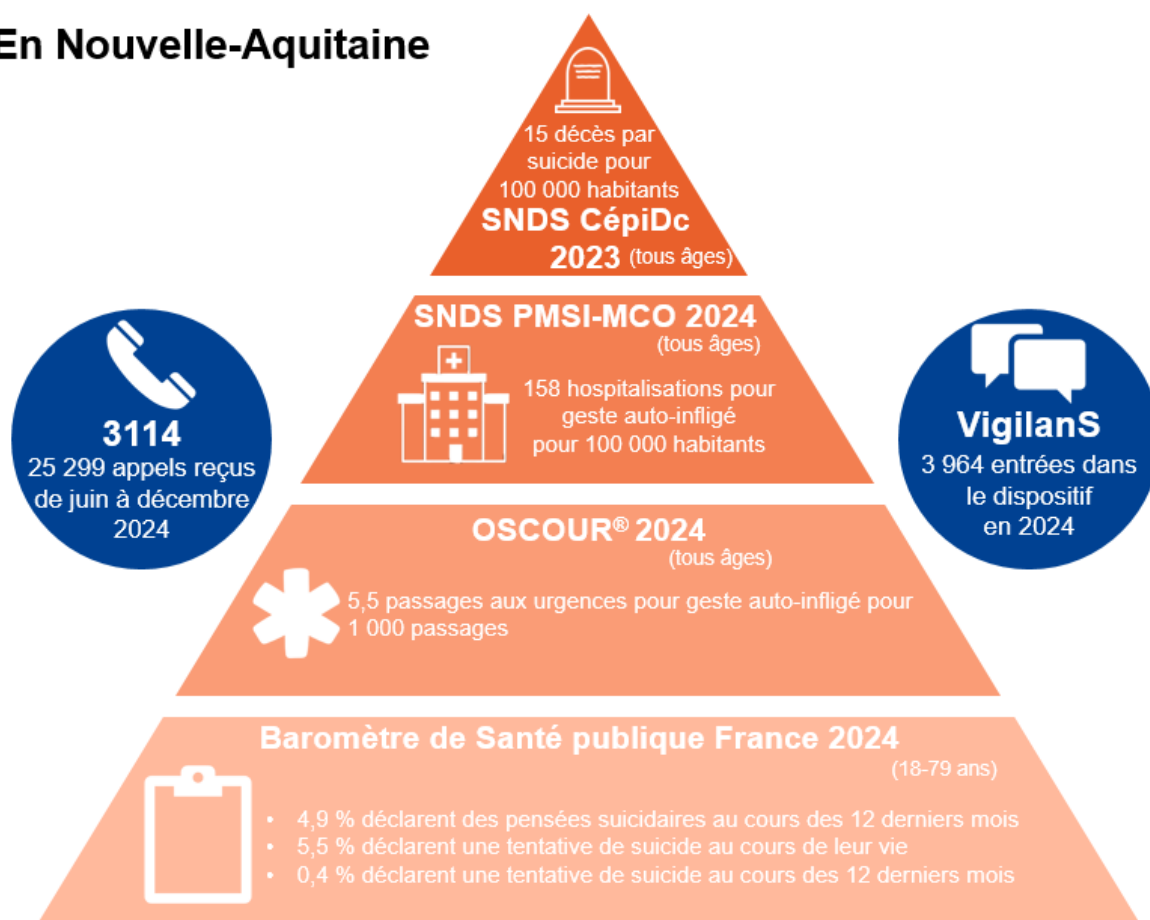 En Nouvelle-Aquitaine
15 décès par
suicide pour
100 000 habitants
SNDS CépiDc
2023 (tous âges)
SNDS PMSI-MCO 2024
(tous âges)
158 hospitalisations pour
geste auto-infligé
pour 100 000 habitants
3114
25 299 appels reçus
de juin à décembre
2024
VigilanS
3 964 entrées dans
le dispositif
en 2024
OSCOUR® 2024
(tous âges)
5,5 passages aux urgences pour geste auto-infligé pour
1 000 passages
Baromètre de Santé publique France 2024
(18-79 ans)
• 4,9 % déclarent des pensées suicidaires au cours des 12 derniers mois
• 5,5 % déclarent une tentative de suicide au cours de leur vie
• 0,4 % déclarent une tentative de suicide au cours des 12 derniers mois